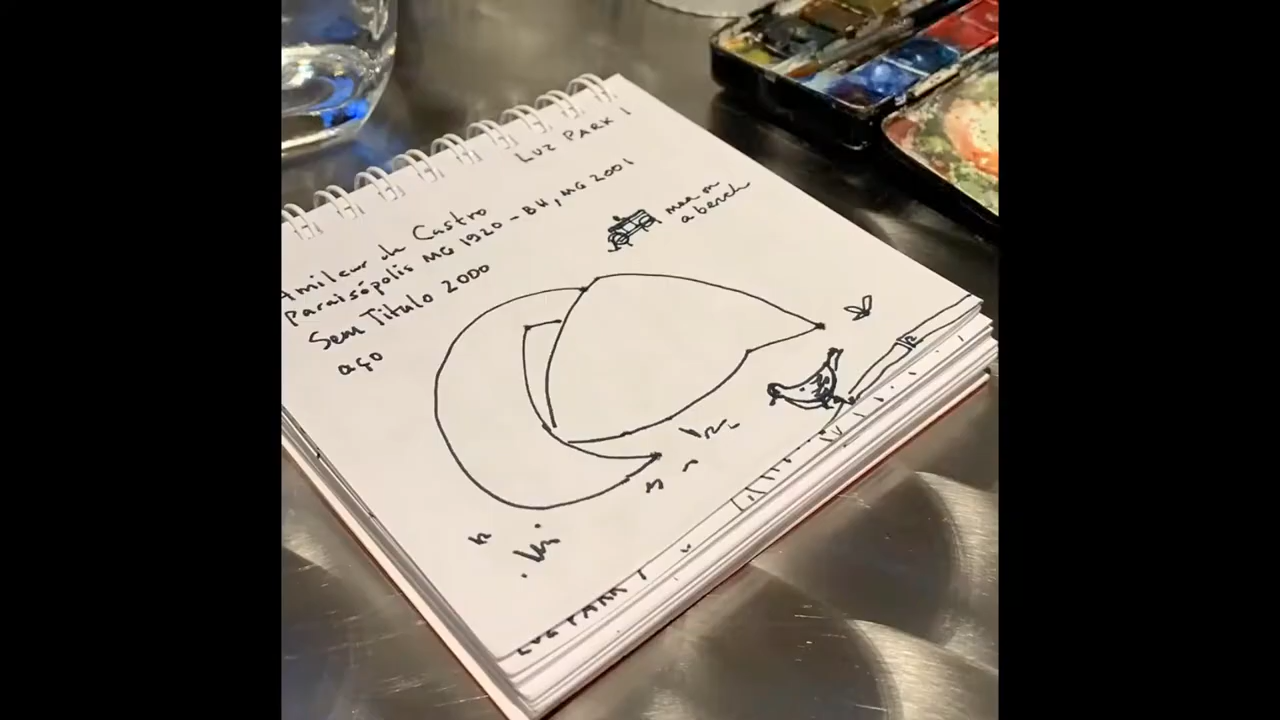 LUZ PARK
Amilcar de Castro
Paraisópolis MG 1920 - BH, MG 2001
Sem Titulo 2000
aço
man on
a bench
LUZ PARK